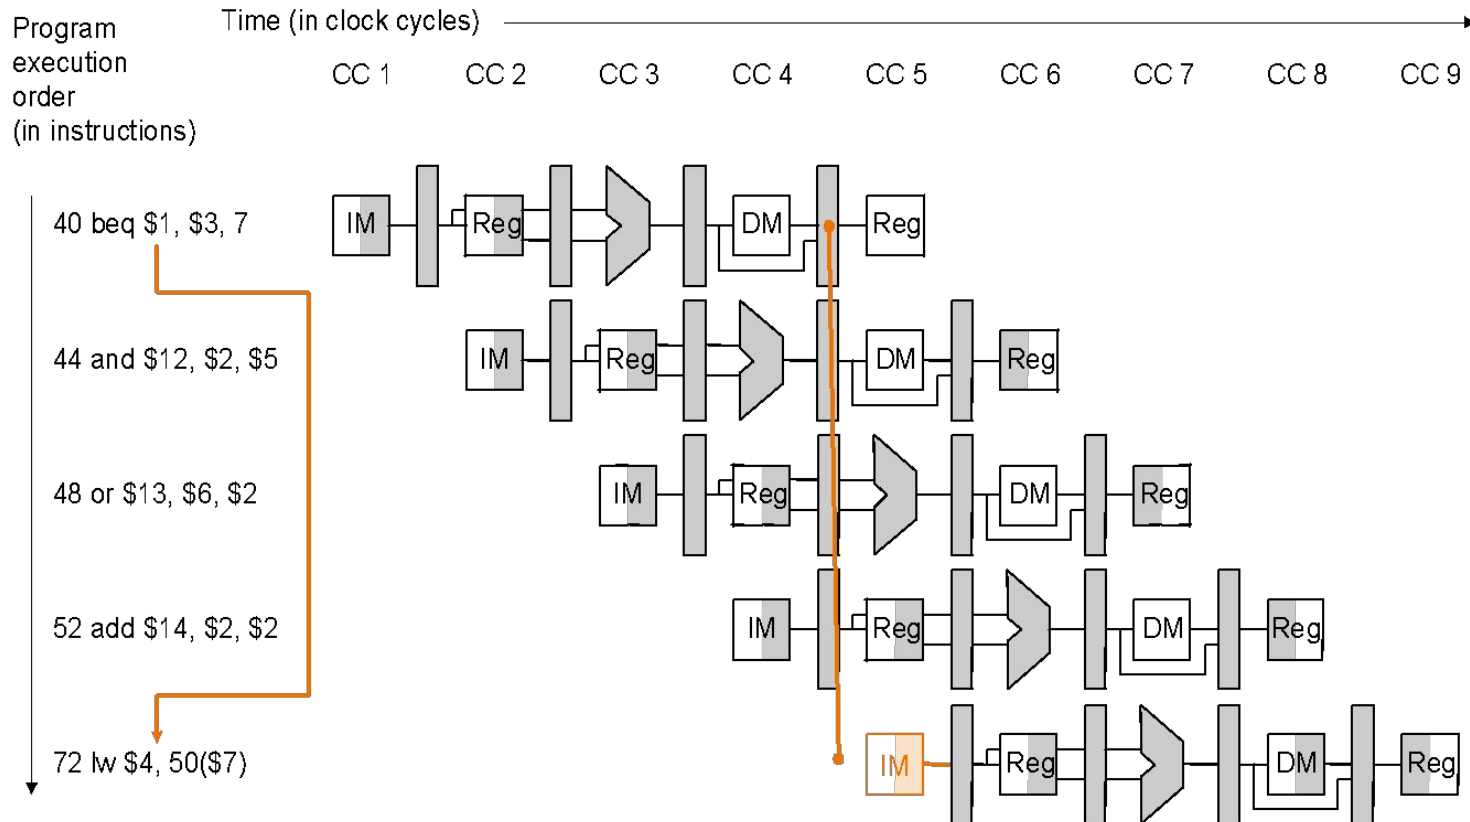 Program
execution
order
(in instructions)
Time (in clock cycles)
CC 1 CC 2 CC 3 CC 4 CC 5 CC 6 CC 7 CC 8 CC 9
40 beq $1, $3, 7
IM Reg DM Reg
44 and $12, $2, $5
IM Reg DM Reg
48 or $13, $6, $2
IM Reg DM Reg
52 add $14, $2, $2
IM Reg DM Reg
72 lw $4, 50($7)
IM Reg DM Reg